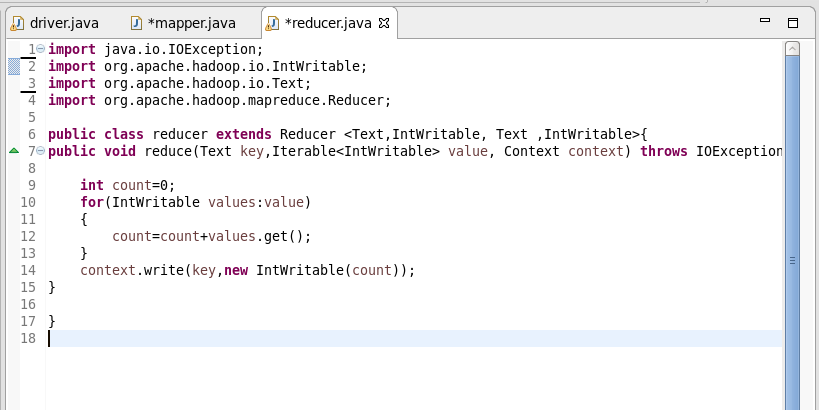 driver.java *mapper.java *reducer.java
1 import java.io.IOException;
2 import org.apache.hadoop.io.IntWritable;
3 import org.apache.hadoop.io.Text;
4 import org.apache.hadoop.mapreduce.Reducer;
5
6 public class reducer extends Reducer <Text,IntWritable, Text ,IntWritable>{
7 public void reduce(Text key,Iterable<IntWritable> value, Context context) throws IOException
8
9 int count=0;
10 for(IntWritable values:value)
11 {
12 count=count+values.get();
13 }
14 context.write(key,new IntWritable(count));
15 }
16
17 }
18